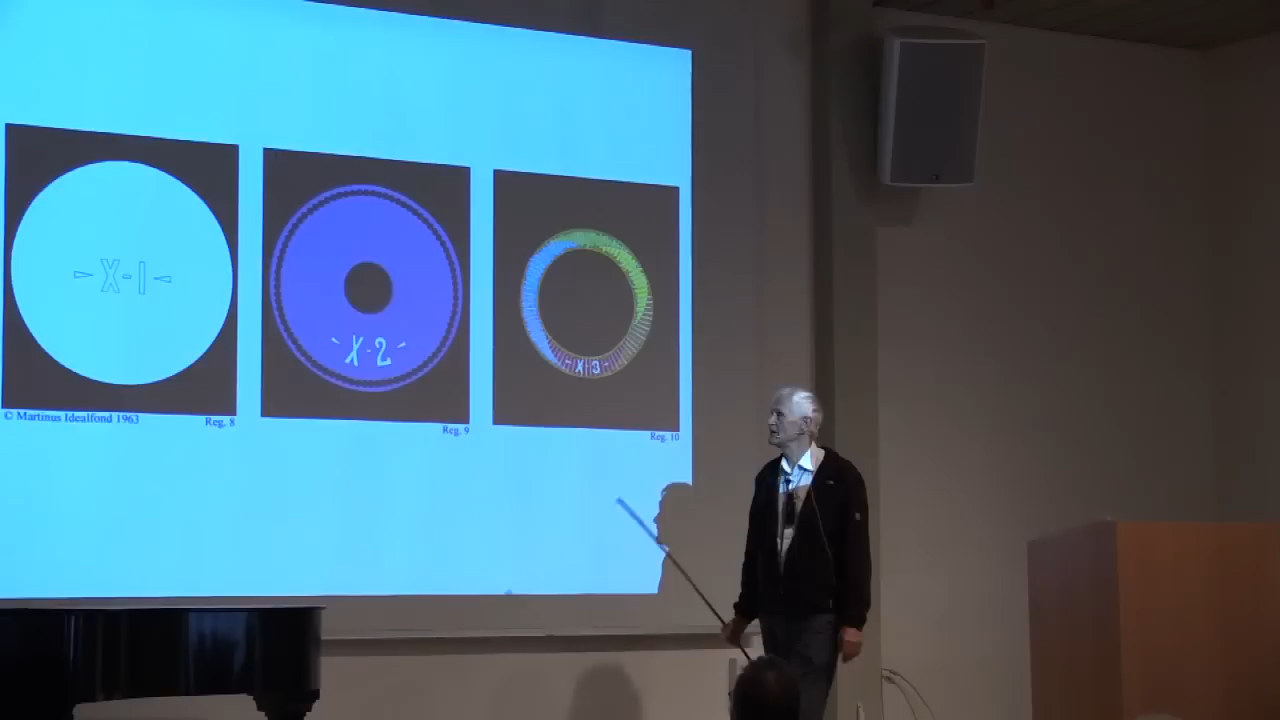 X-1
X-2
X-3
© Martinus Idealfond 1963
Reg. 8
Reg. 9
Reg. 10